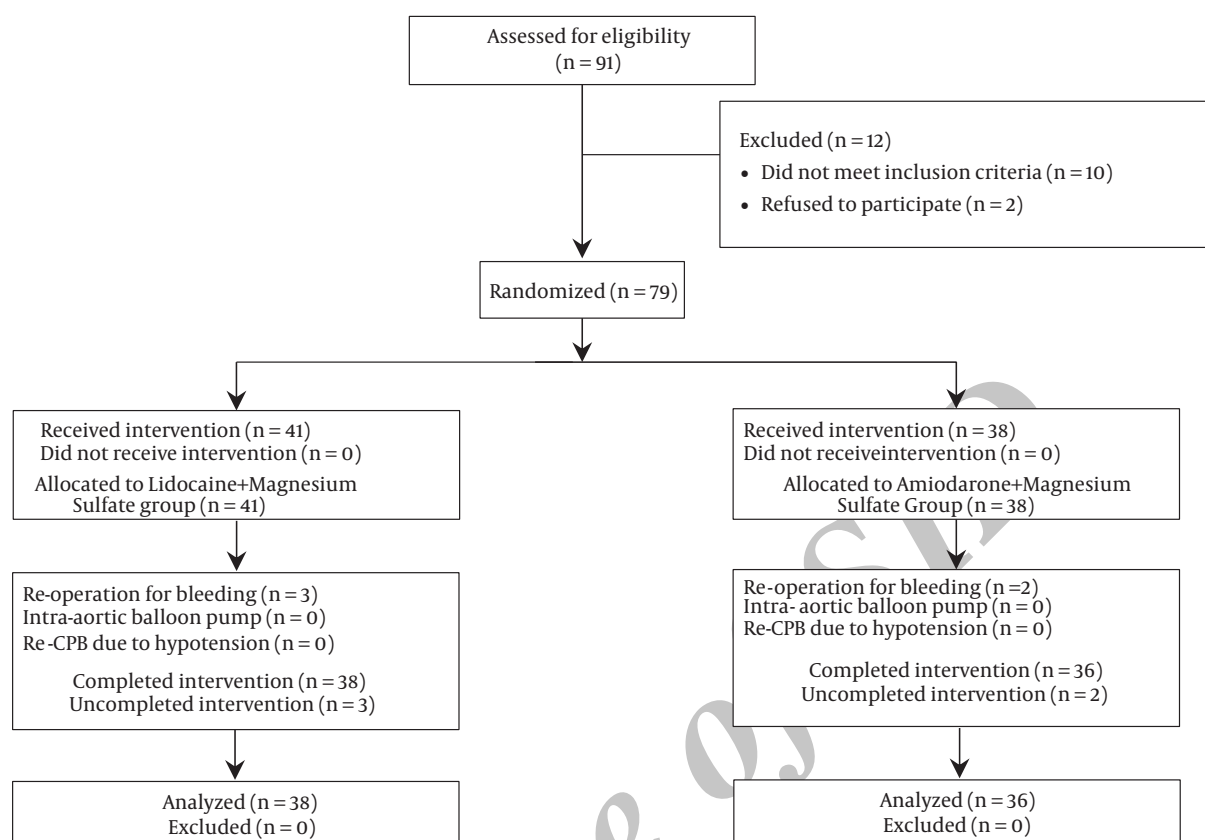 Assessed for eligibility
(n = 91)
Excluded (n = 12)
• Did not meet inclusion criteria (n = 10)
• Refused to participate (n = 2)
Randomized (n = 79)
Received intervention (n = 41)
Did not receive intervention (n = 0)
Allocated to Lidocaine+Magnesium
Sulfate group (n = 41)
Received intervention (n = 38)
Did not receiveintervention (n = 0)
Allocated to Amiodarone+Magnesium
Sulfate Group (n = 38)
Re-operation for bleeding (n = 3)
Intra-aortic balloon pump (n = 0)
Re-CPB due to hypotension (n = 0)
Completed intervention (n = 38)
Uncompleted intervention (n = 3)
Re-operation for bleeding (n =2)
Intra- aortic balloon pump (n = 0)
Re-CPB due to hypotension (n = 0)
Completed intervention (n = 36)
Uncompleted intervention (n = 2)
Analyzed (n = 38)
Excluded (n = 0)
Analyzed (n = 36)
Excluded (n = 0)